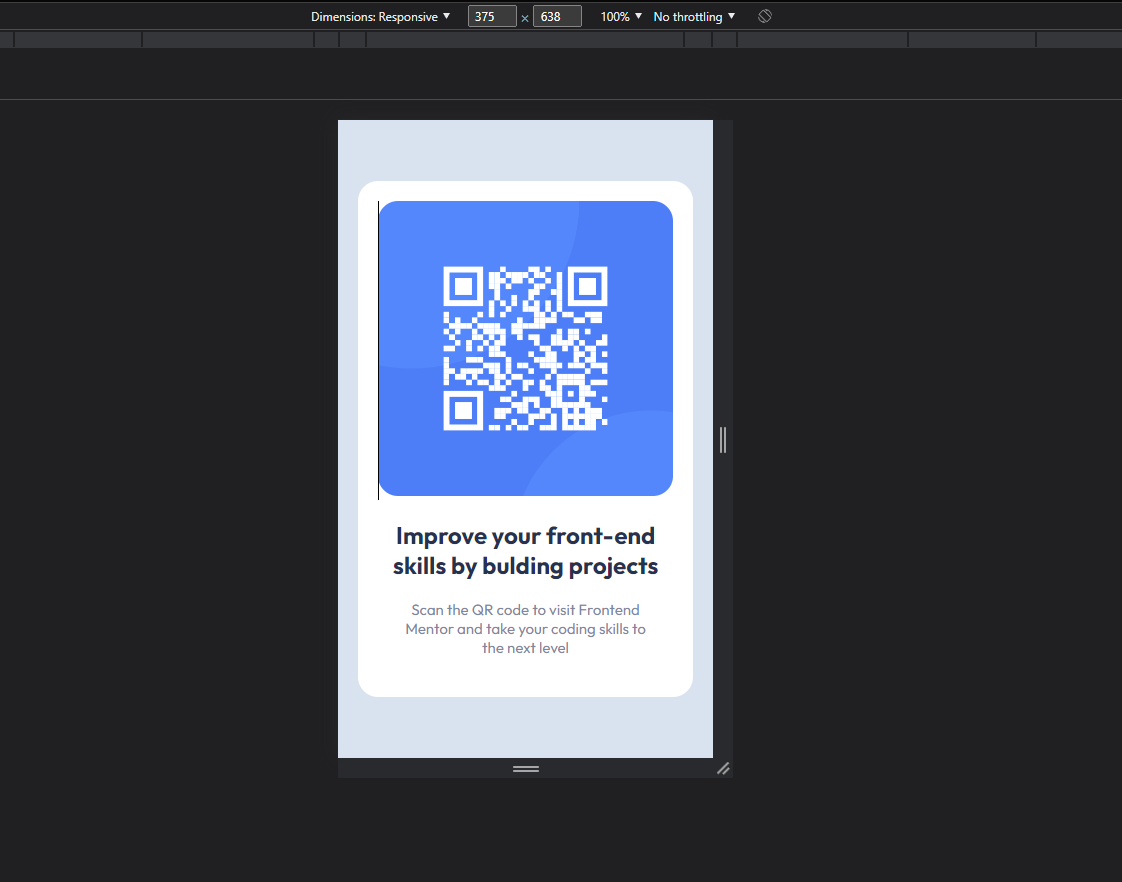 Dimensions: Responsive ▼ 375 × 638 100% ▼ No throttling ▼
Improve your front-end
skills by bulding projects
Scan the QR code to visit Frontend
Mentor and take your coding skills to
the next level